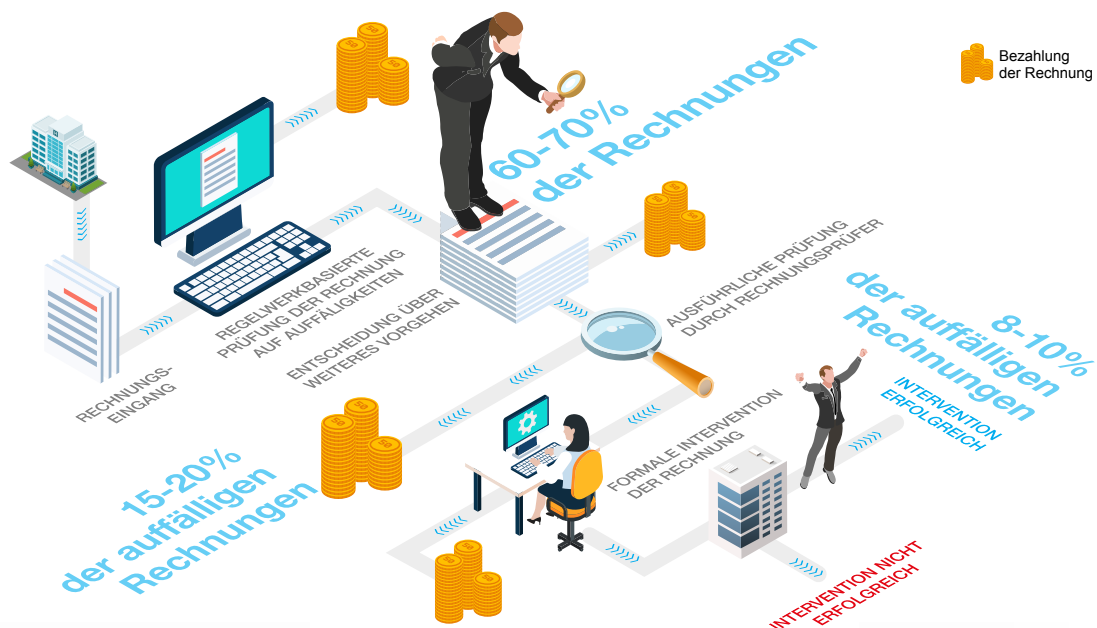 Bezahlung
der Rechnung
60-70%
der Rechnungen
RECHNUNGS-
EINGANG
REGELWERKBASIERTE
PRÜFUNG DER RECHNUNG
AUF AUFFÄLIGKEITEN
ENTSCHEIDUNG ÜBER
WEITERES VORGEHEN
AUSFÜHRLICHE PRÜFUNG
DURCH RECHNUNGSPRÜFER
8-10%
der auffälligen
Rechnungen
INTERVENTION
ERFOLGREICH
FORMALE INTERVENTION
DER RECHNUNG
15-20%
der auffälligen
Rechnungen
INTERVENTION NICHT
ERFOLGREICH